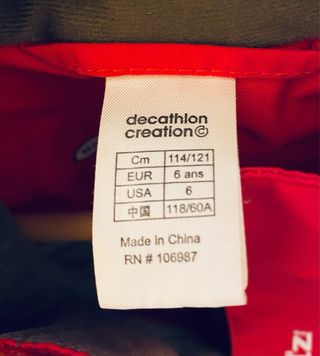 decathlon
creation©
Cm 114/121
EUR 6 ans
USA 6
中国 118/60A
Made in China
RN # 106987